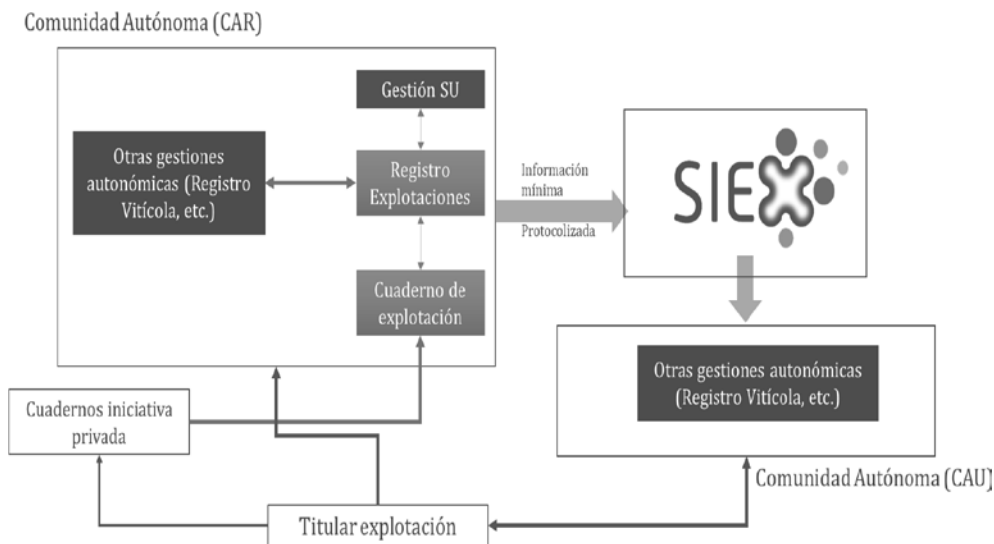 Comunidad Autónoma (CAR)
Gestión SU
Otras gestiones
autonómicas (Registro
Vitícola, etc.)
Registro
Explotaciones
Cuaderno de
explotación
Información
mínima
Protocolizada
SIEX
Otras gestiones autonómicas
(Registro Vitícola, etc.)
Comunidad Autónoma (CAU)
Cuadernos iniciativa
privada
Titular explotación